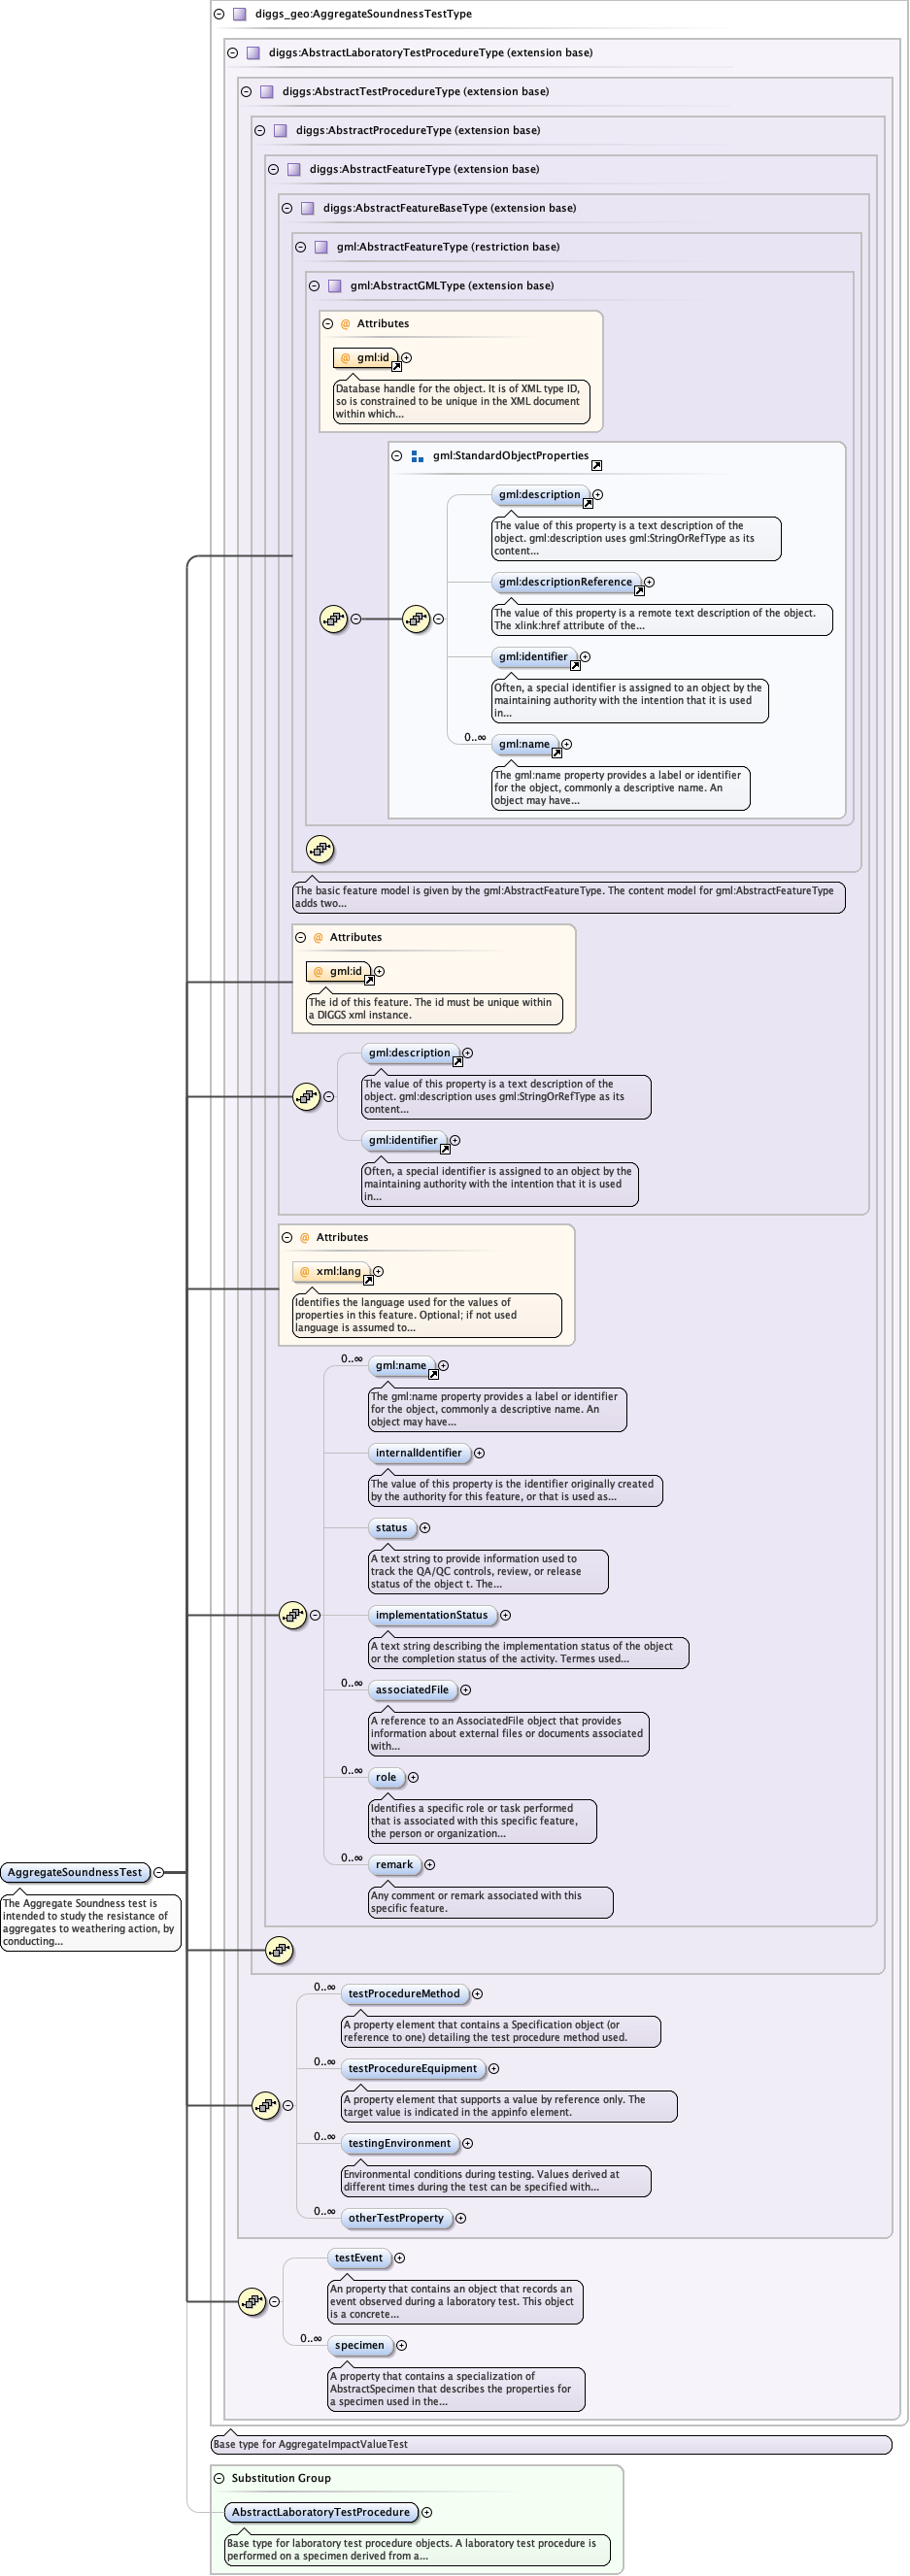 diggs_geo:AggregateSoundnessTestType
diggs:AbstractLaboratoryTestProcedureType (extension base)
diggs:AbstractTestProcedureType (extension base)
diggs:AbstractProcedureType (extension base)
diggs:AbstractFeatureType (extension base)
diggs:AbstractFeatureBaseType (extension base)
gml:AbstractFeatureType (restriction base)
gml:AbstractGMLType (extension base)
@ Attributes
@ gml:id
Database handle for the object. It is of XML type ID,
so is constrained to be unique in the XML document
within which...
gml:StandardObjectProperties
gml:description
The value of this property is a text description of the
object. gml:description uses gml:StringOrRefType as its
content...
gml:descriptionReference
The value of this property is a remote text description of the object.
The xlink:href attribute of the...
gml:identifier
Often, a special identifier is assigned to an object by the
maintaining authority with the intention that it is used
in...
0..∞ gml:name
The gml:name property provides a label or identifier
for the object, commonly a descriptive name. An
object may have...
The basic feature model is given by the gml:AbstractFeatureType. The content model for gml:AbstractFeatureType
adds two...
@ Attributes
@ gml:id
The id of this feature. The id must be unique within
a DIGGS xml instance.
gml:description
The value of this property is a text description of the
object. gml:description uses gml:StringOrRefType as its
content...
gml:identifier
Often, a special identifier is assigned to an object by the
maintaining authority with the intention that it is used
in...
@ Attributes
@ xml:lang
Identifies the language used for the values of
properties in this feature. Optional; if not used
language is assumed to...
0..∞ gml:name
The gml:name property provides a label or identifier
for the object, commonly a descriptive name. An
object may have...
internalIdentifier
The value of this property is the identifier originally created
by the authority for this feature, or that is used as...
status
A text string to provide information used to
track the QA/QC controls, review, or release
status of the object t. The...
implementationStatus
A text string describing the implementation status of the object
or the completion status of the activity. Termes used...
0..∞ associatedFile
A reference to an AssociatedFile object that provides
information about external files or documents associated
with...
0..∞ role
Identifies a specific role or task performed
that is associated with this specific feature,
the person or organization...
0..∞ remark
Any comment or remark associated with this
specific feature.
AggregateSoundnessTest
The Aggregate Soundness test is
intended to study the resistance of
aggregates to weathering action, by
conducting...
0..∞ testProcedureMethod
A property element that contains a Specification object (or
reference to one) detailing the test procedure method used.
0..∞ testProcedureEquipment
A property element that supports a value by reference only. The
target value is indicated in the appinfo element.
0..∞ testingEnvironment
Environmental conditions during testing. Values derived at
different times during the test can be specified with...
0..∞ otherTestProperty
testEvent
An property that contains an object that records an
event observed during a laboratory test. This object
is a concrete...
0..∞ specimen
A property that contains a specialization of
AbstractSpecimen that describes the properties for
a specimen used in the...
Base type for AggregateImpactValueTest
Substitution Group
AbstractLaboratoryTestProcedure
Base type for laboratory test procedure objects. A laboratory test procedure is
performed on a specimen derived from a...